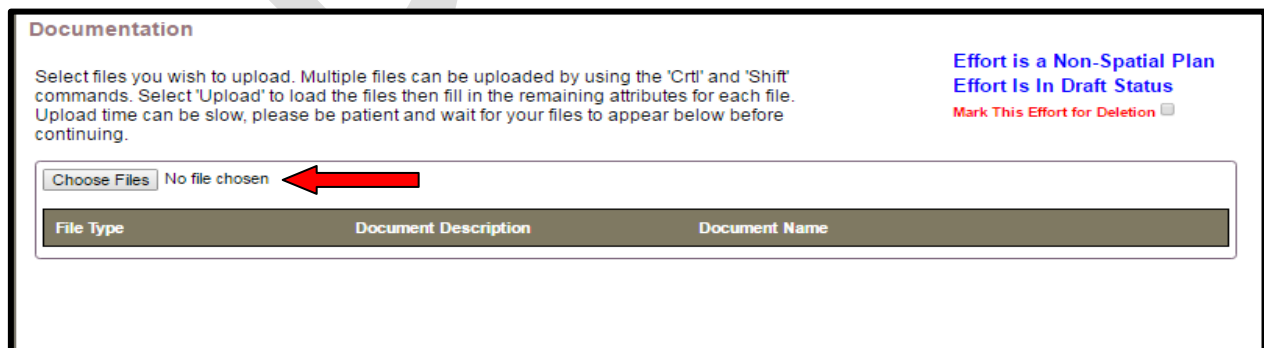 Documentation
Select files you wish to upload. Multiple files can be uploaded by using the 'Crtl' and 'Shift'
commands. Select 'Upload' to load the files then fill in the remaining attributes for each file.
Upload time can be slow, please be patient and wait for your files to appear below before
continuing.
Effort is a Non-Spatial Plan
Effort Is In Draft Status
Mark This Effort for Deletion
Choose Files No file chosen
File Type Document Description Document Name